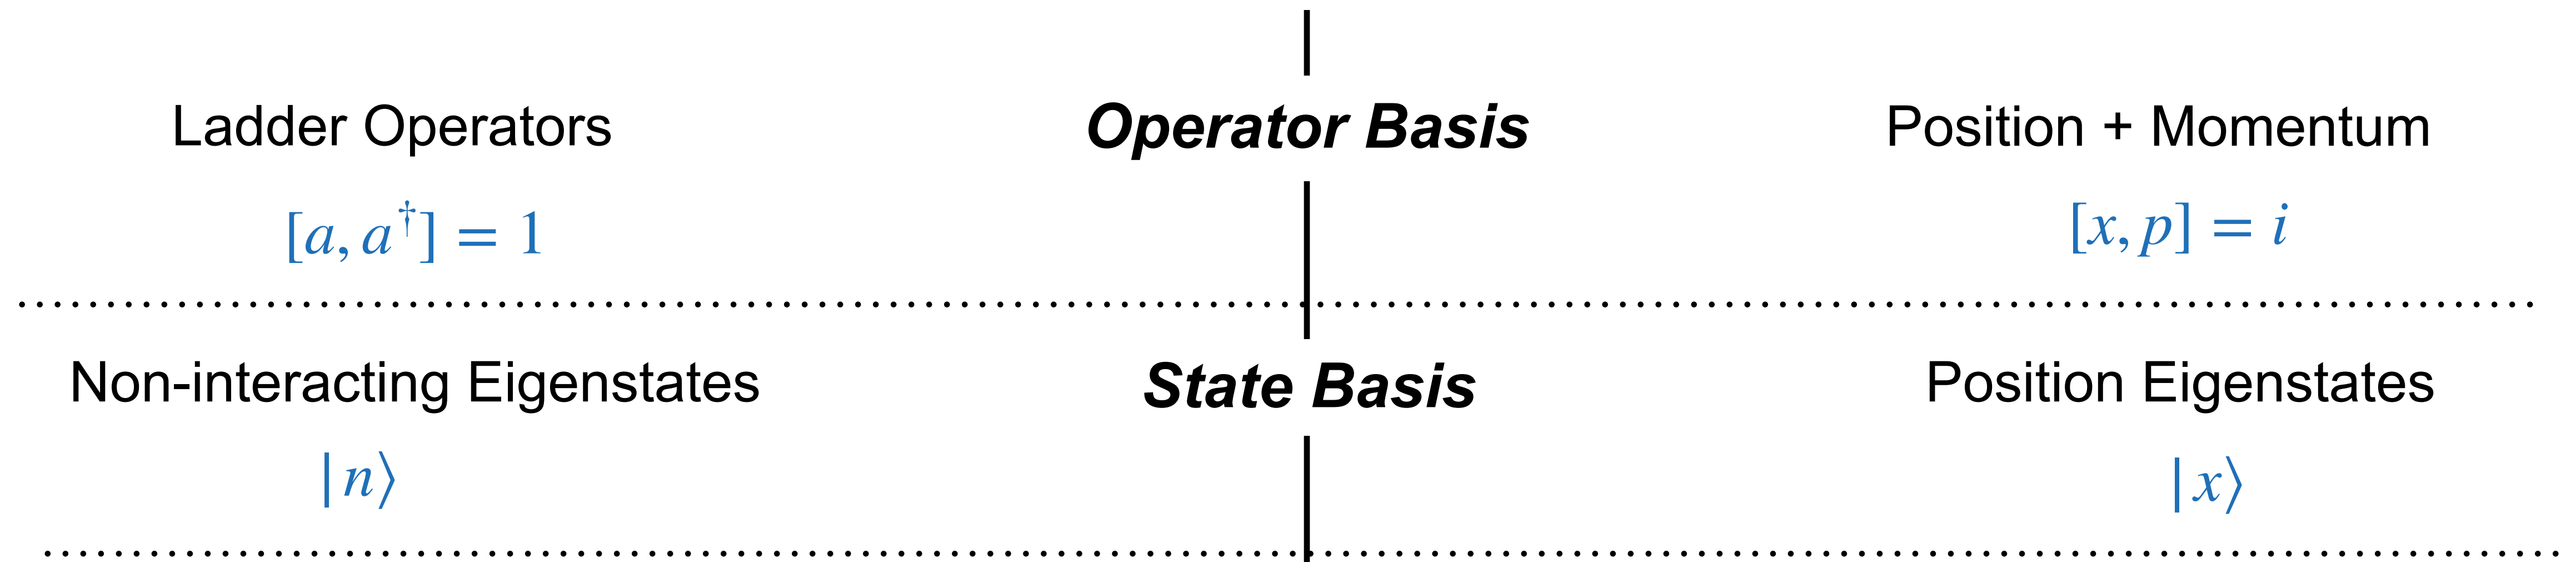 Ladder Operators Operator Basis Position + Momentum
[a, a†] = 1 [x, p] = i
Non-interacting Eigenstates State Basis Position Eigenstates
|n⟩ |x⟩